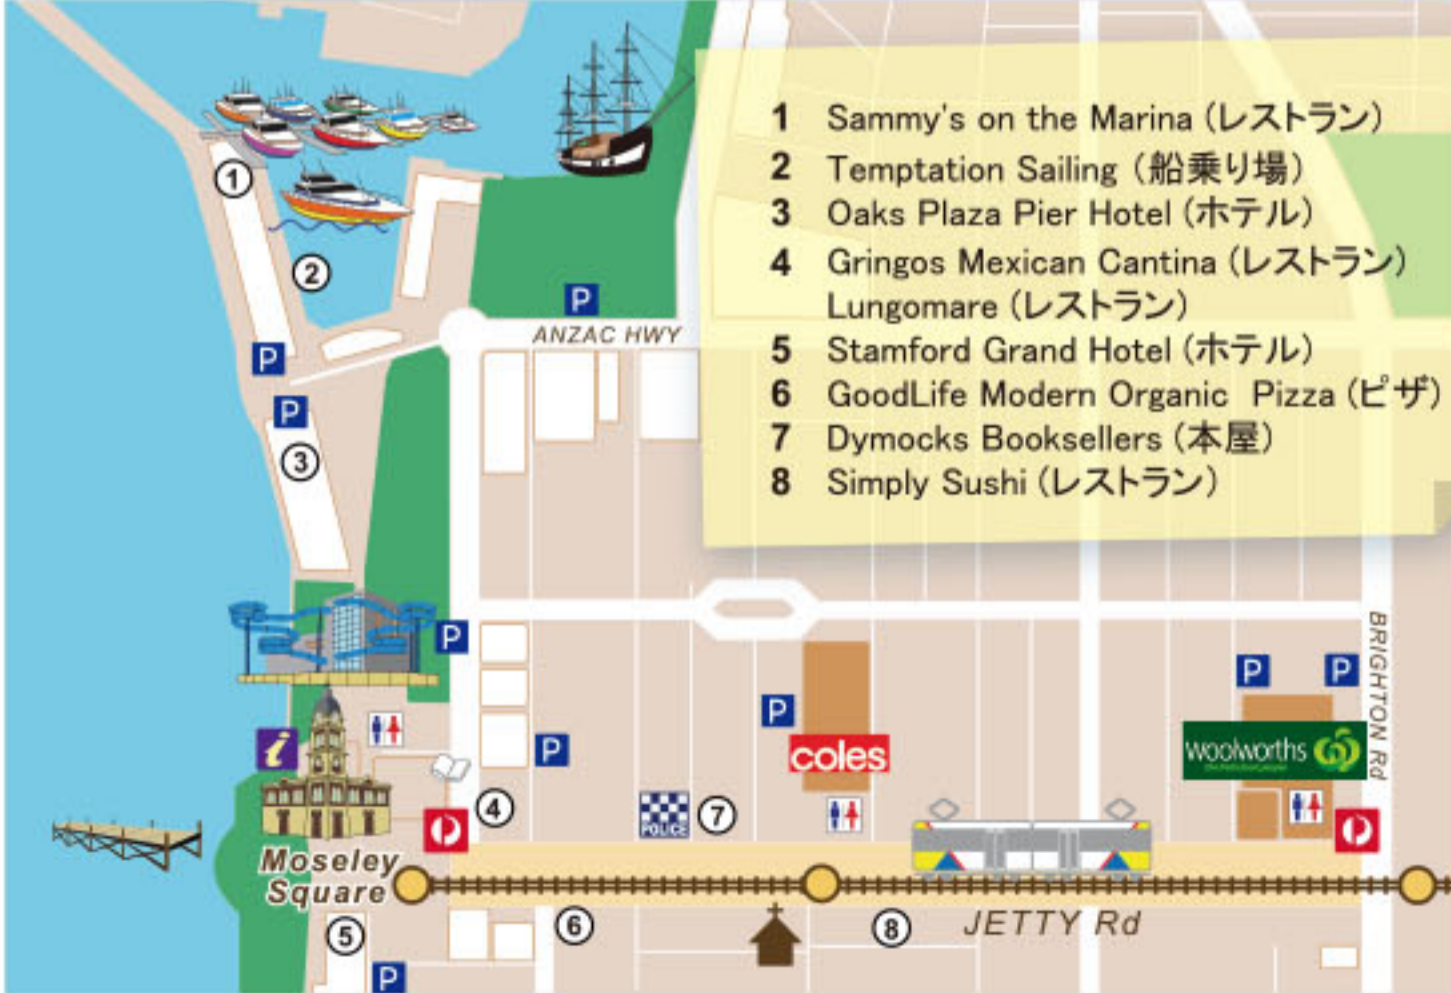 1 Sammy's on the Marina (レストラン)
2 Temptation Sailing (船乗り場)
3 Oaks Plaza Pier Hotel (ホテル)
4 Gringos Mexican Cantina (レストラン)
Lungomare (レストラン)
5 Stamford Grand Hotel (ホテル)
6 GoodLife Modern Organic Pizza (ピザ)
7 Dymocks Booksellers (本屋)
8 Simply Sushi (レストラン)
1
2
P
ANZAC HWY
P
P
3
P
BRIGHTON Rd
P
P
P
P
i
coles
woolworths
4
POLICE
7
Moseley
Square
5
6
8
JETTY Rd
P